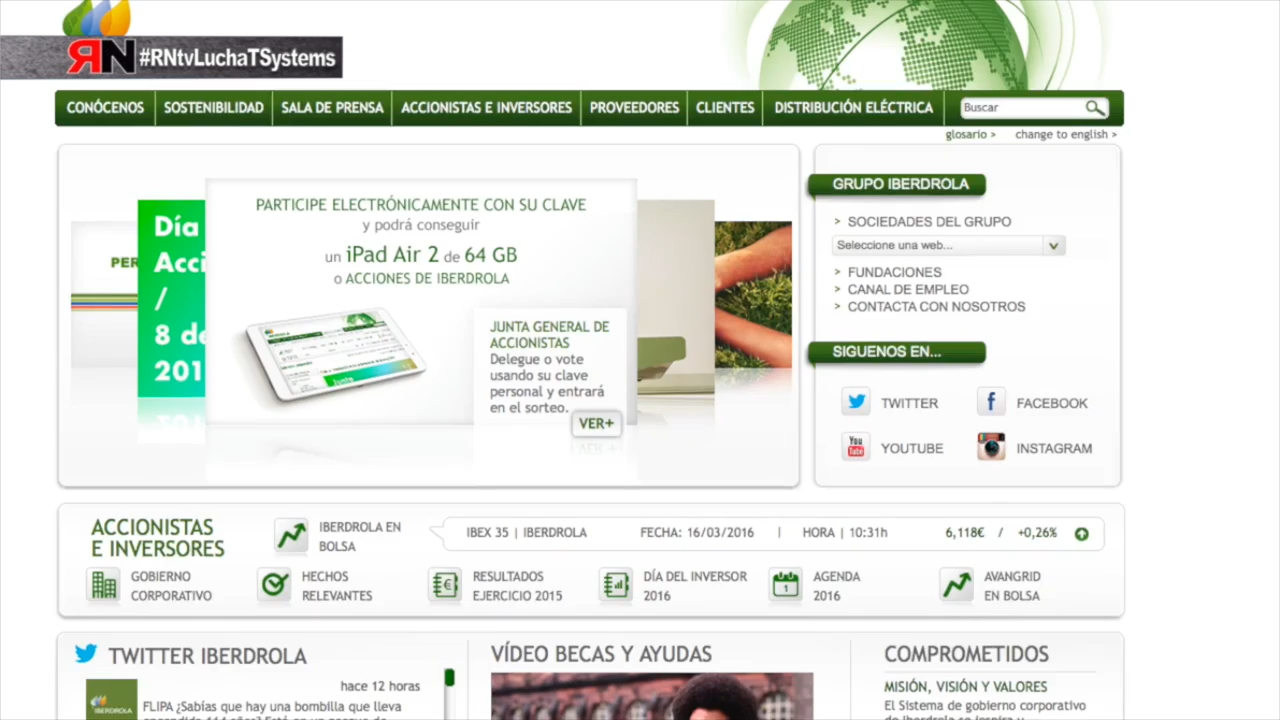 RN #RNtvLuchaTSystems
CONÓCENOS SOSTENIBILIDAD SALA DE PRENSA ACCIONISTAS E INVERSORES PROVEEDORES CLIENTES DISTRIBUCIÓN ELÉCTRICA Buscar
glosario > change to english >
PARTICIPE ELECTRÓNICAMENTE CON SU CLAVE
y podrá conseguir
un iPad Air 2 de 64 GB
o ACCIONES DE IBERDROLA
JUNTA GENERAL DE
ACCIONISTAS
Delegue o vote
usando su clave
personal y entrará
en el sorteo.
VER+
Día
Acci
/
8 de
201
PER
GRUPO IBERDROLA
> SOCIEDADES DEL GRUPO
Seleccione una web...
> FUNDACIONES
> CANAL DE EMPLEO
> CONTACTA CON NOSOTROS
SIGUENOS EN...
TWITTER FACEBOOK
You Tube YOUTUBE INSTAGRAM
ACCIONISTAS
E INVERSORES
IBERDROLA EN
BOLSA
IBEX 35 | IBERDROLA FECHA: 16/03/2016 | HORA | 10:31h 6,118€ / +0,26%
GOBIERNO
CORPORATIVO
HECHOS
RELEVANTES
RESULTADOS
EJERCICIO 2015
DÍA DEL INVERSOR
2016
1 AGENDA
2016
AVANGRID
EN BOLSA
TWITTER IBERDROLA
hace 12 horas
IBERDROLA
FLIPA ¿Sabías que hay una bombilla que lleva
VÍDEO BECAS Y AYUDAS
COMPROMETIDOS
MISIÓN, VISIÓN Y VALORES
El Sistema de gobierno corporativo